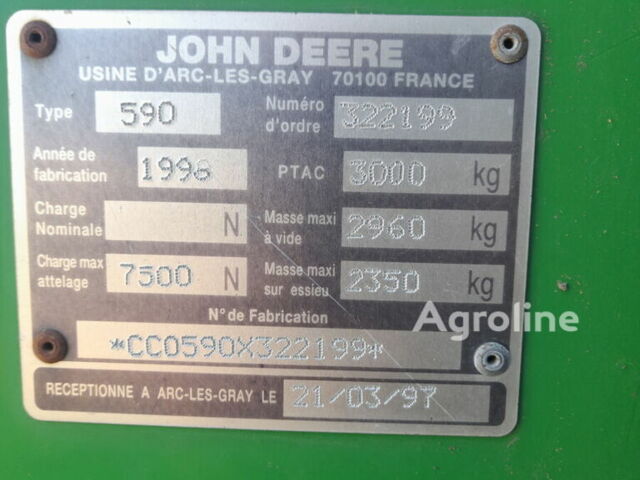 JOHN DEERE
USINE D'ARC-LES-GRAY 70100 FRANCE
Type 590 Numéro d'ordre 322199
Année de fabrication 1998 PTAC 3000 kg
Charge Nominale N Masse maxi à vide 2960 kg
Charge max attelage 7500 N Masse maxi sur essieu 2350 kg
N° de Fabrication
*CC0590X322199*
RECEPTIONNE A ARC-LES-GRAY LE 21/03/97
Agroline